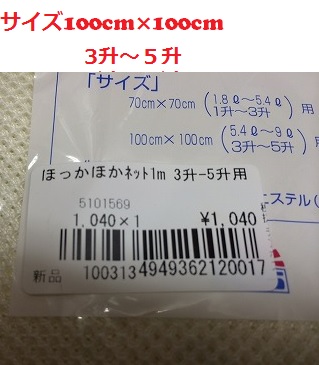 サイズ100cm×100cm
3升～5升
「サイズ」
70cm×70cm (1.8ℓ～5.4ℓ 1升～3升) 用
100cm×100cm (5.4ℓ～9ℓ 3升～5升) 用
ほっかほかネット1m 3升-5升用
エステル(
5101569
1,040×1 ¥1,040
新品 1003134949362120017